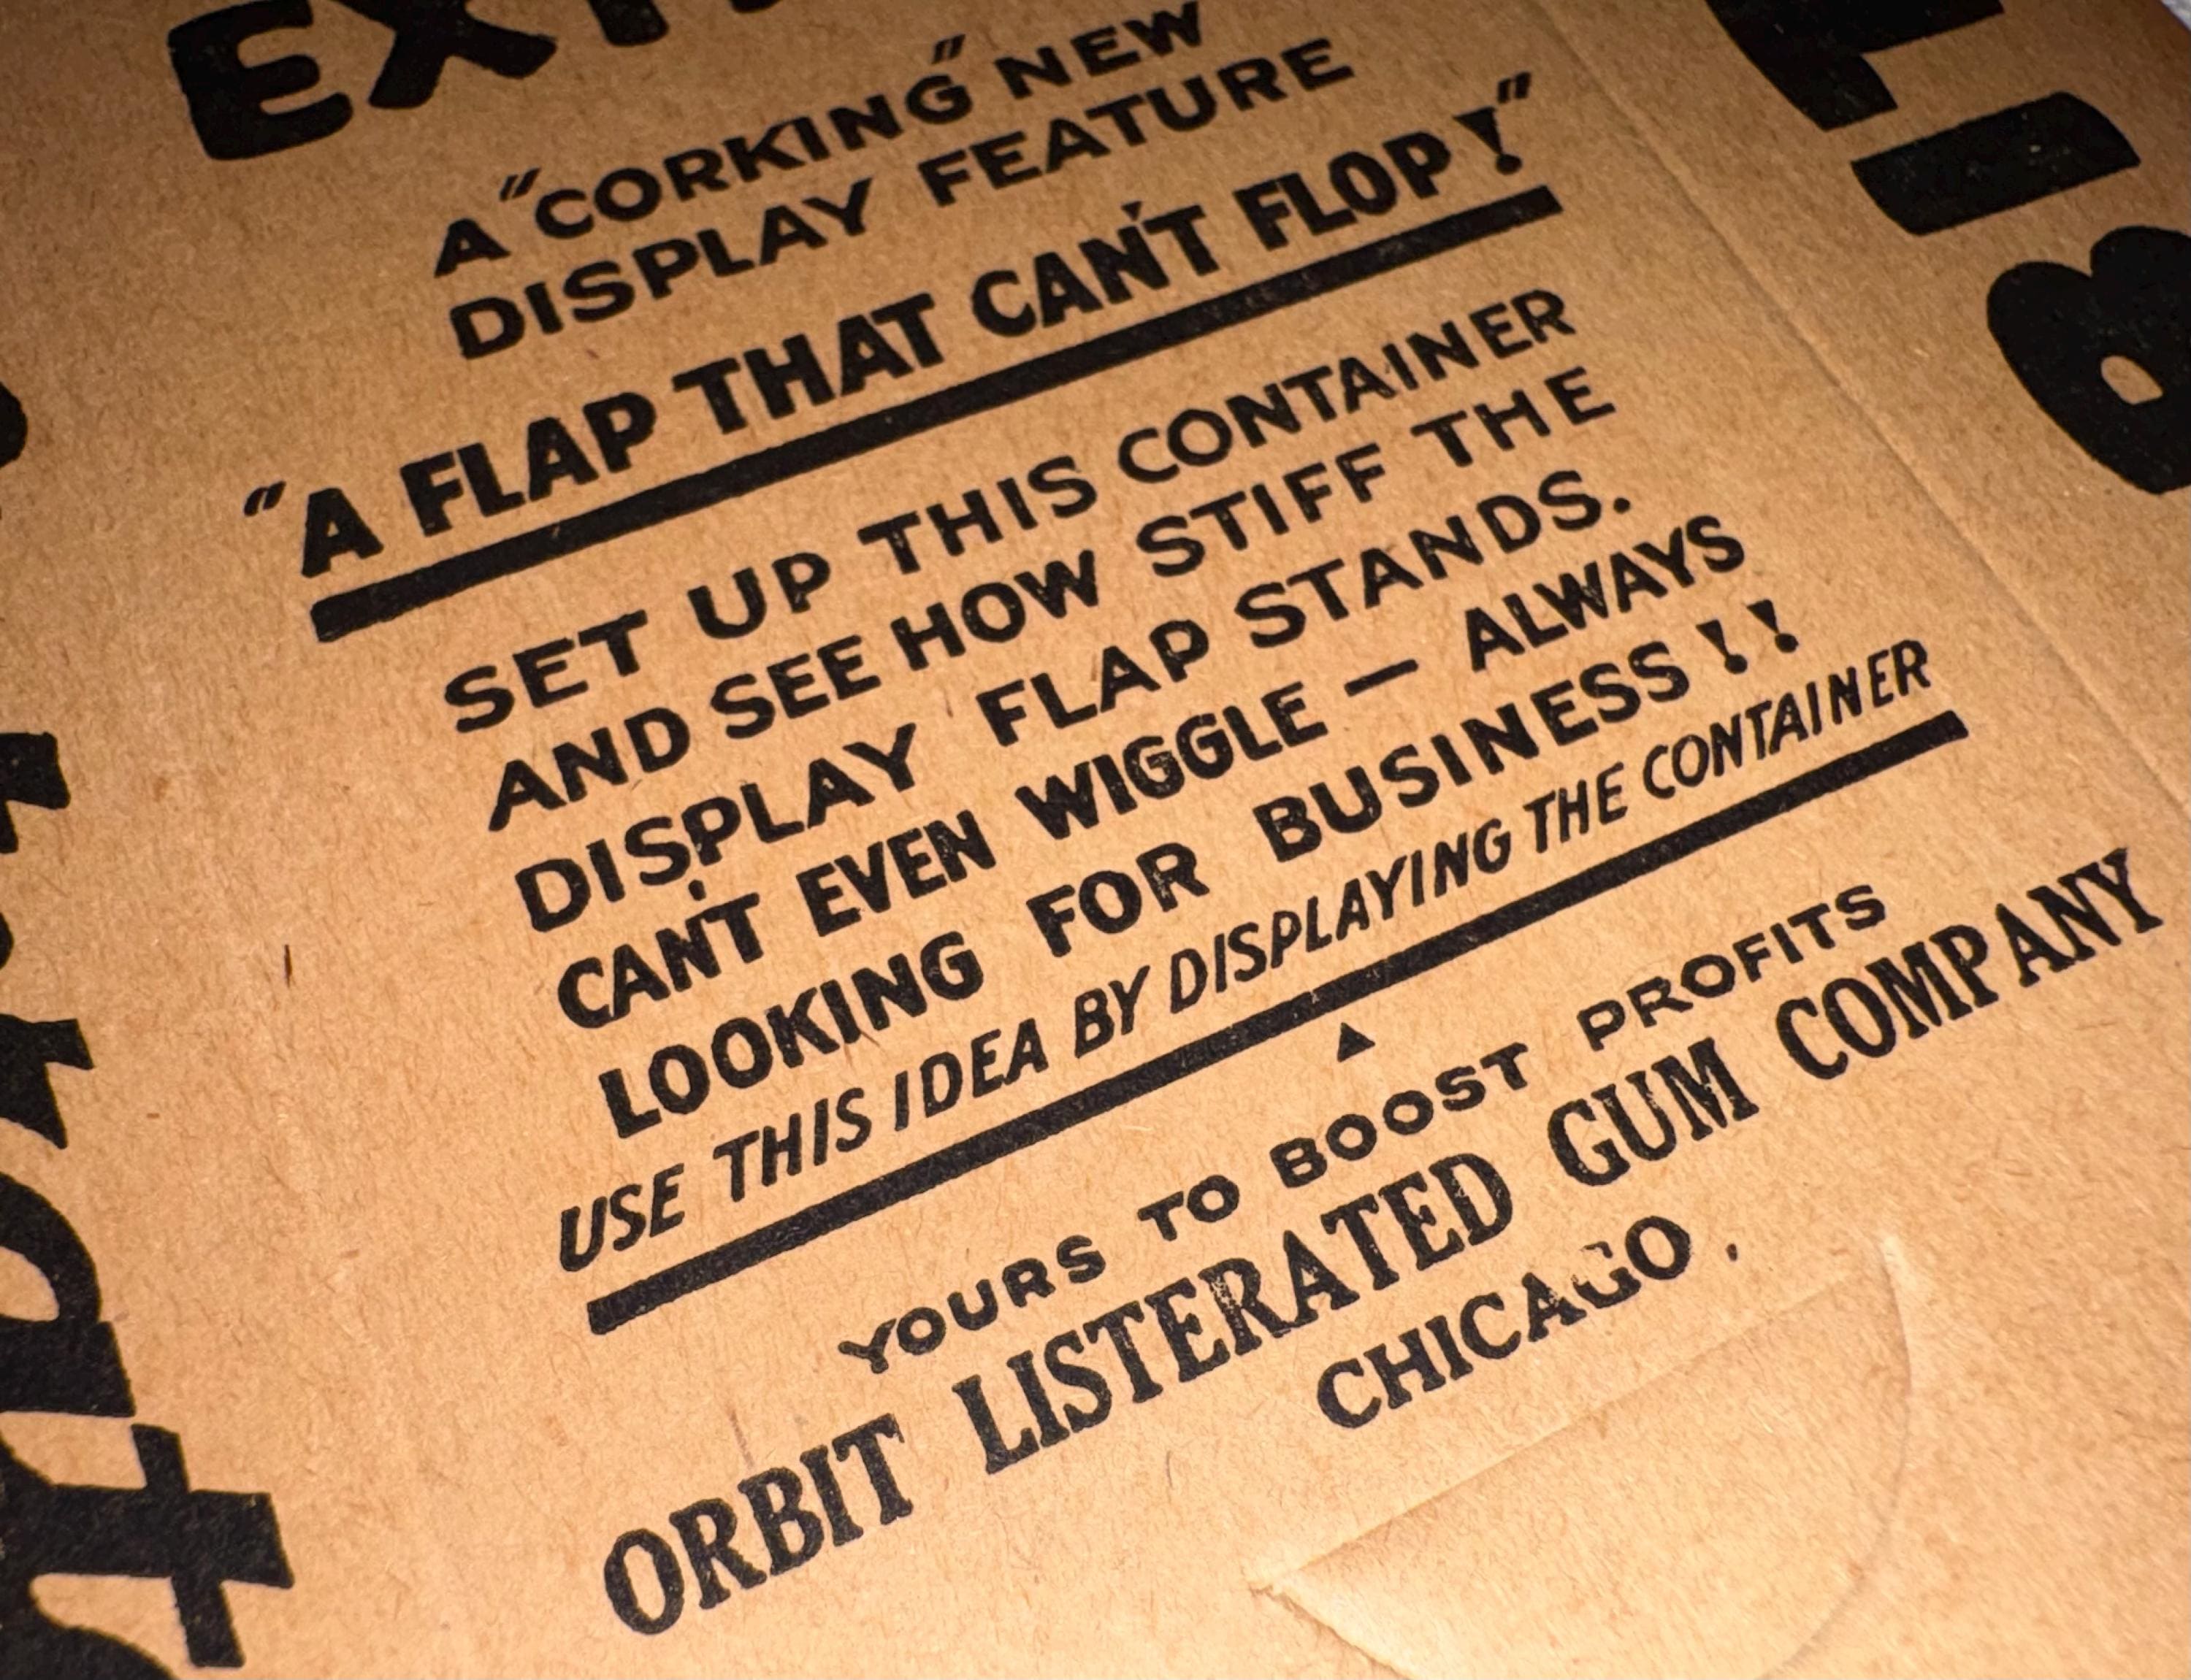 A "CORKING" NEW
DISPLAY FEATURE
"A FLAP THAT CAN'T FLOP!"
SET UP THIS CONTAINER
AND SEE HOW STIFF THE
DISPLAY FLAP STANDS.
CAN'T EVEN WIGGLE — ALWAYS
LOOKING FOR BUSINESS!!
USE THIS IDEA BY DISPLAYING THE CONTAINER
YOURS TO BOOST PROFITS
ORBIT LISTERATED GUM COMPANY
CHICAGO.